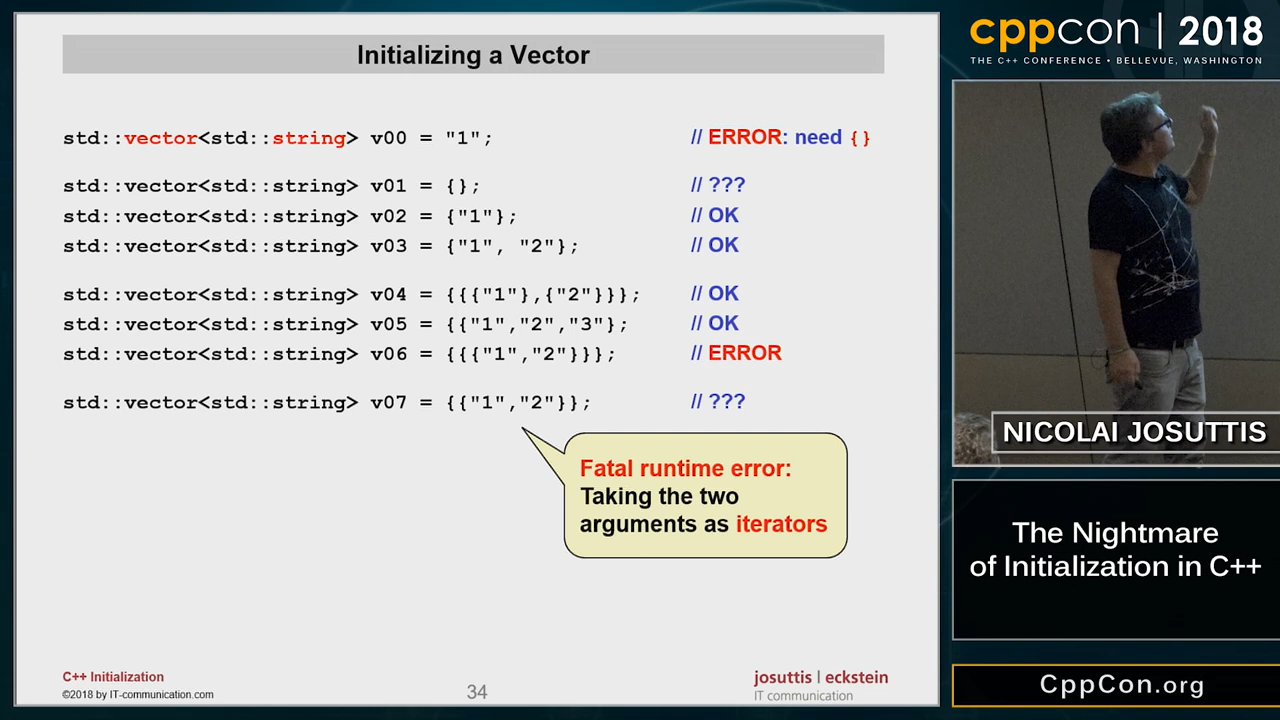 Initializing a Vector
std::vector<std::string> v00 = "1"; // ERROR: need {}
std::vector<std::string> v01 = {}; // ???
std::vector<std::string> v02 = {"1"}; // OK
std::vector<std::string> v03 = {"1", "2"}; // OK
std::vector<std::string> v04 = {{{"1"},{"2"}}}; // OK
std::vector<std::string> v05 = {{"1","2","3"}; // OK
std::vector<std::string> v06 = {{{"1","2"}}}; // ERROR
std::vector<std::string> v07 = {{"1","2"}}; // ???
Fatal runtime error:
Taking the two
arguments as iterators
C++ Initialization
©2018 by IT-communication.com
34
josuttis | eckstein
IT communication
cppcon | 2018
THE C++ CONFERENCE • BELLEVUE, WASHINGTON
NICOLAI JOSUTTIS
The Nightmare
of Initialization in C++
CppCon.org